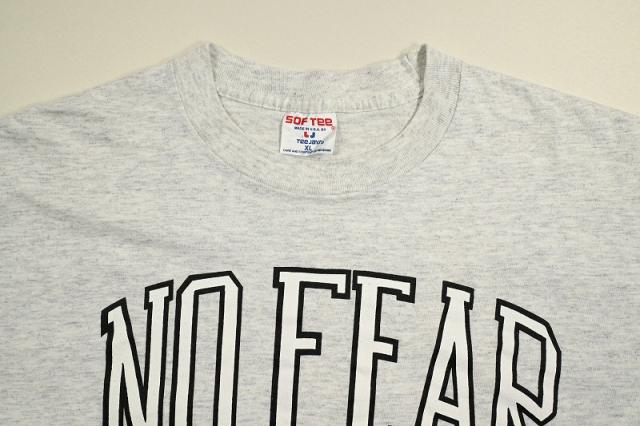 SOF Tee
MADE IN U.S.A.
Tee Jays
XL
NO FEAR